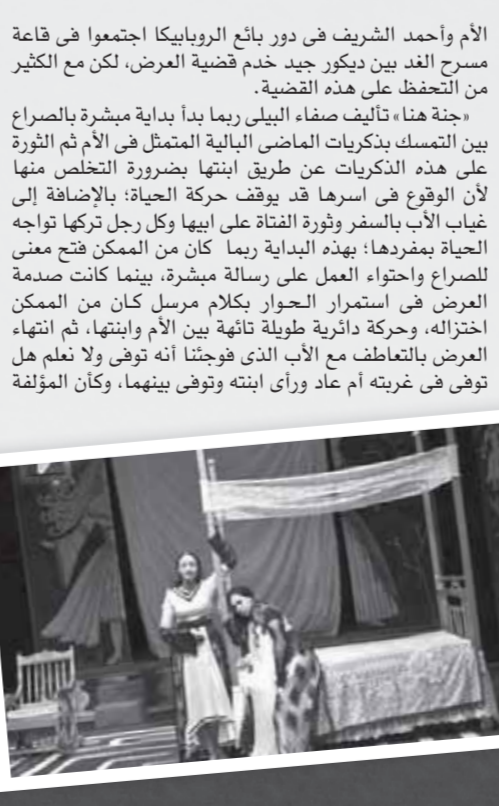 الأم وأحمد الشريف فى دور بائع الروبابيكا اجتمعوا فى قاعة
مسرح الغد بين ديكور جيد خدم قضية العرض، لكن مع الكثير
من التحفظ على هذه القضية.
«جنة هنا» تأليف صفاء البيلى ربما بدأ بداية مبشرة بالصراع
بين التمسك بذكريات الماضى البالية المتمثل فى الأم ثم الثورة
على هذه الذكريات عن طريق ابنتها بضرورة التخلص منها
لأن الوقوع فى اسرها قد يوقف حركة الحياة؛ بالإضافة إلى
غياب الأب بالسفر وثورة الفتاة على ابيها وكل رجل تركها تواجه
الحياة بمفردها؛ بهذه البداية ربما كان من الممكن فتح معنى
للصراع واحتواء العمل على رسالة مبشرة، بينما كانت صدمة
العرض فى استمرار الحوار بكلام مرسل كان من الممكن
اختزاله، وحركة دائرية طويلة تائهة بين الأم وابنتها، ثم انتهاء
العرض بالتعاطف مع الأب الذى فوجئنا أنه توفى ولا نعلم هل
توفى فى غربته أم عاد ورأى ابنته وتوفى بينهما، وكأن المؤلفة